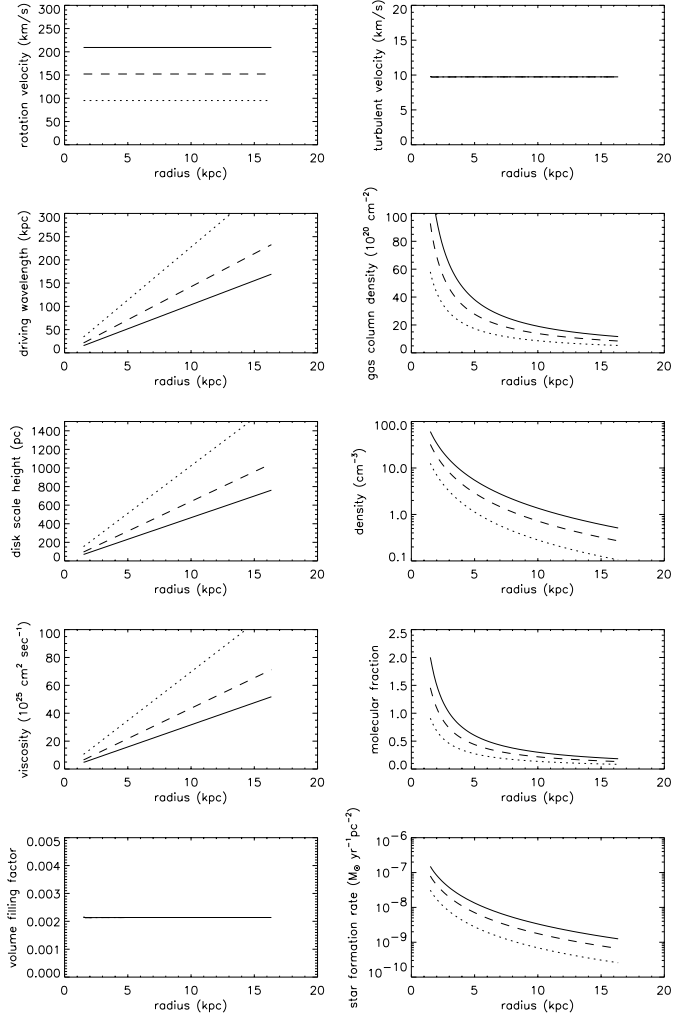 rotation velocity (km/s)
300
250
200
150
100
50
0
0 5 10 15 20
radius (kpc)
turbulent velocity (km/s)
20
15
10
5
0
0 5 10 15 20
radius (kpc)
driving wavelength (kpc)
300
250
200
150
100
50
0
0 5 10 15 20
radius (kpc)
gas column density (10²⁰ cm⁻²)
100
80
60
40
20
0
0 5 10 15 20
radius (kpc)
disk scale height (pc)
1400
1200
1000
800
600
400
200
0
0 5 10 15 20
radius (kpc)
density (cm⁻³)
100.0
10.0
1.0
0.1
0 5 10 15 20
radius (kpc)
viscosity (10²⁵ cm² sec⁻¹)
100
80
60
40
20
0
0 5 10 15 20
radius (kpc)
molecular fraction
2.5
2.0
1.5
1.0
0.5
0.0
0 5 10 15 20
radius (kpc)
volume filling factor
0.005
0.004
0.003
0.002
0.001
0.000
0 5 10 15 20
radius (kpc)
star formation rate (M⊙ yr⁻¹pc⁻²)
10⁻⁶
10⁻⁷
10⁻⁸
10⁻⁹
10⁻¹⁰
0 5 10 15 20
radius (kpc)